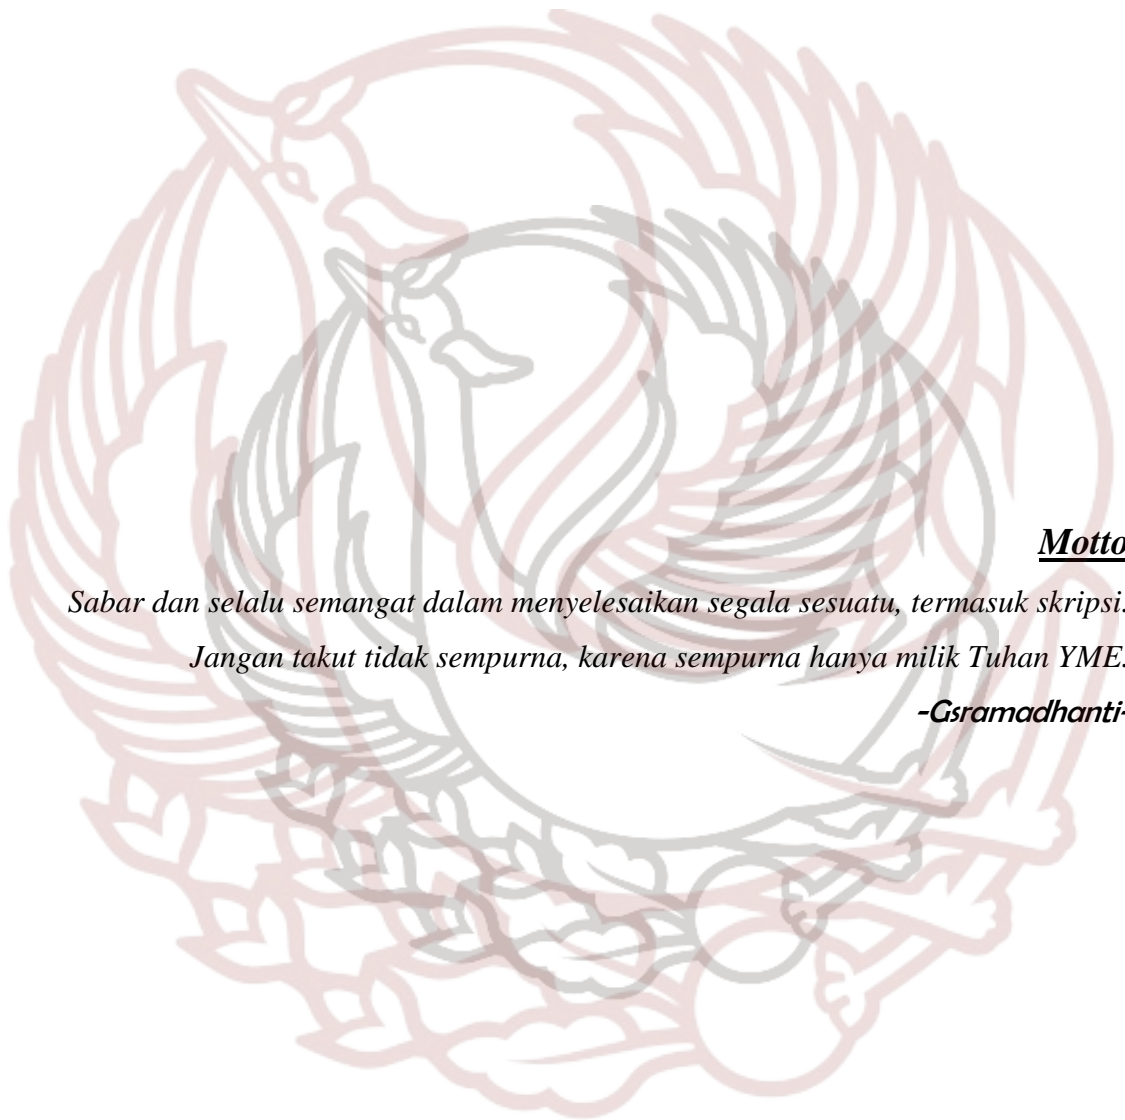 Motto
Sabar dan selalu semangat dalam menyelesaikan segala sesuatu, termasuk skripsi.
Jangan takut tidak sempurna, karena sempurna hanya milik Tuhan YME.
-Gsramadhanti-